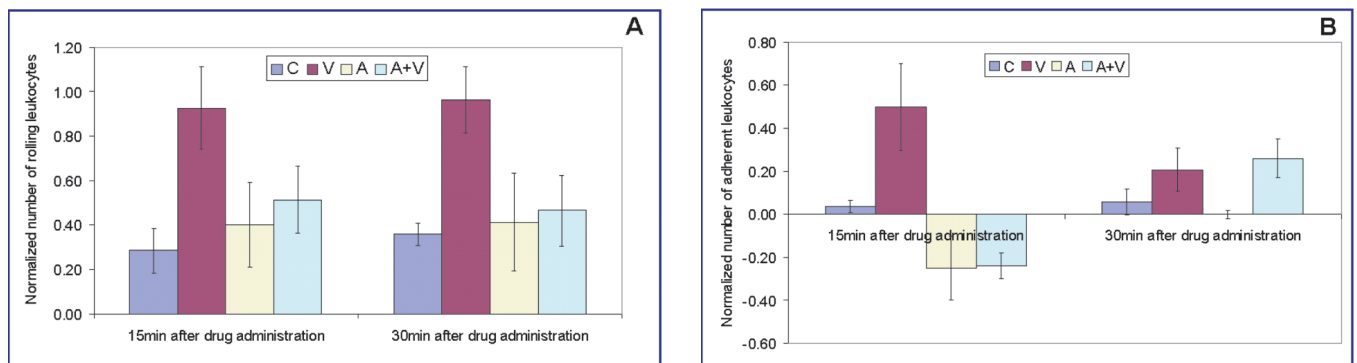 A
Normalized number of rolling leukocytes
1.20
1.00
0.80
0.60
0.40
0.20
0.00
C V A A+V
15min after drug administration
30min after drug administration
B
Normalized number of adherent leukocytes
0.80
0.60
0.40
0.20
0.00
-0.20
-0.40
-0.60
C V A A+V
15min after drug administration
30min after drug administration